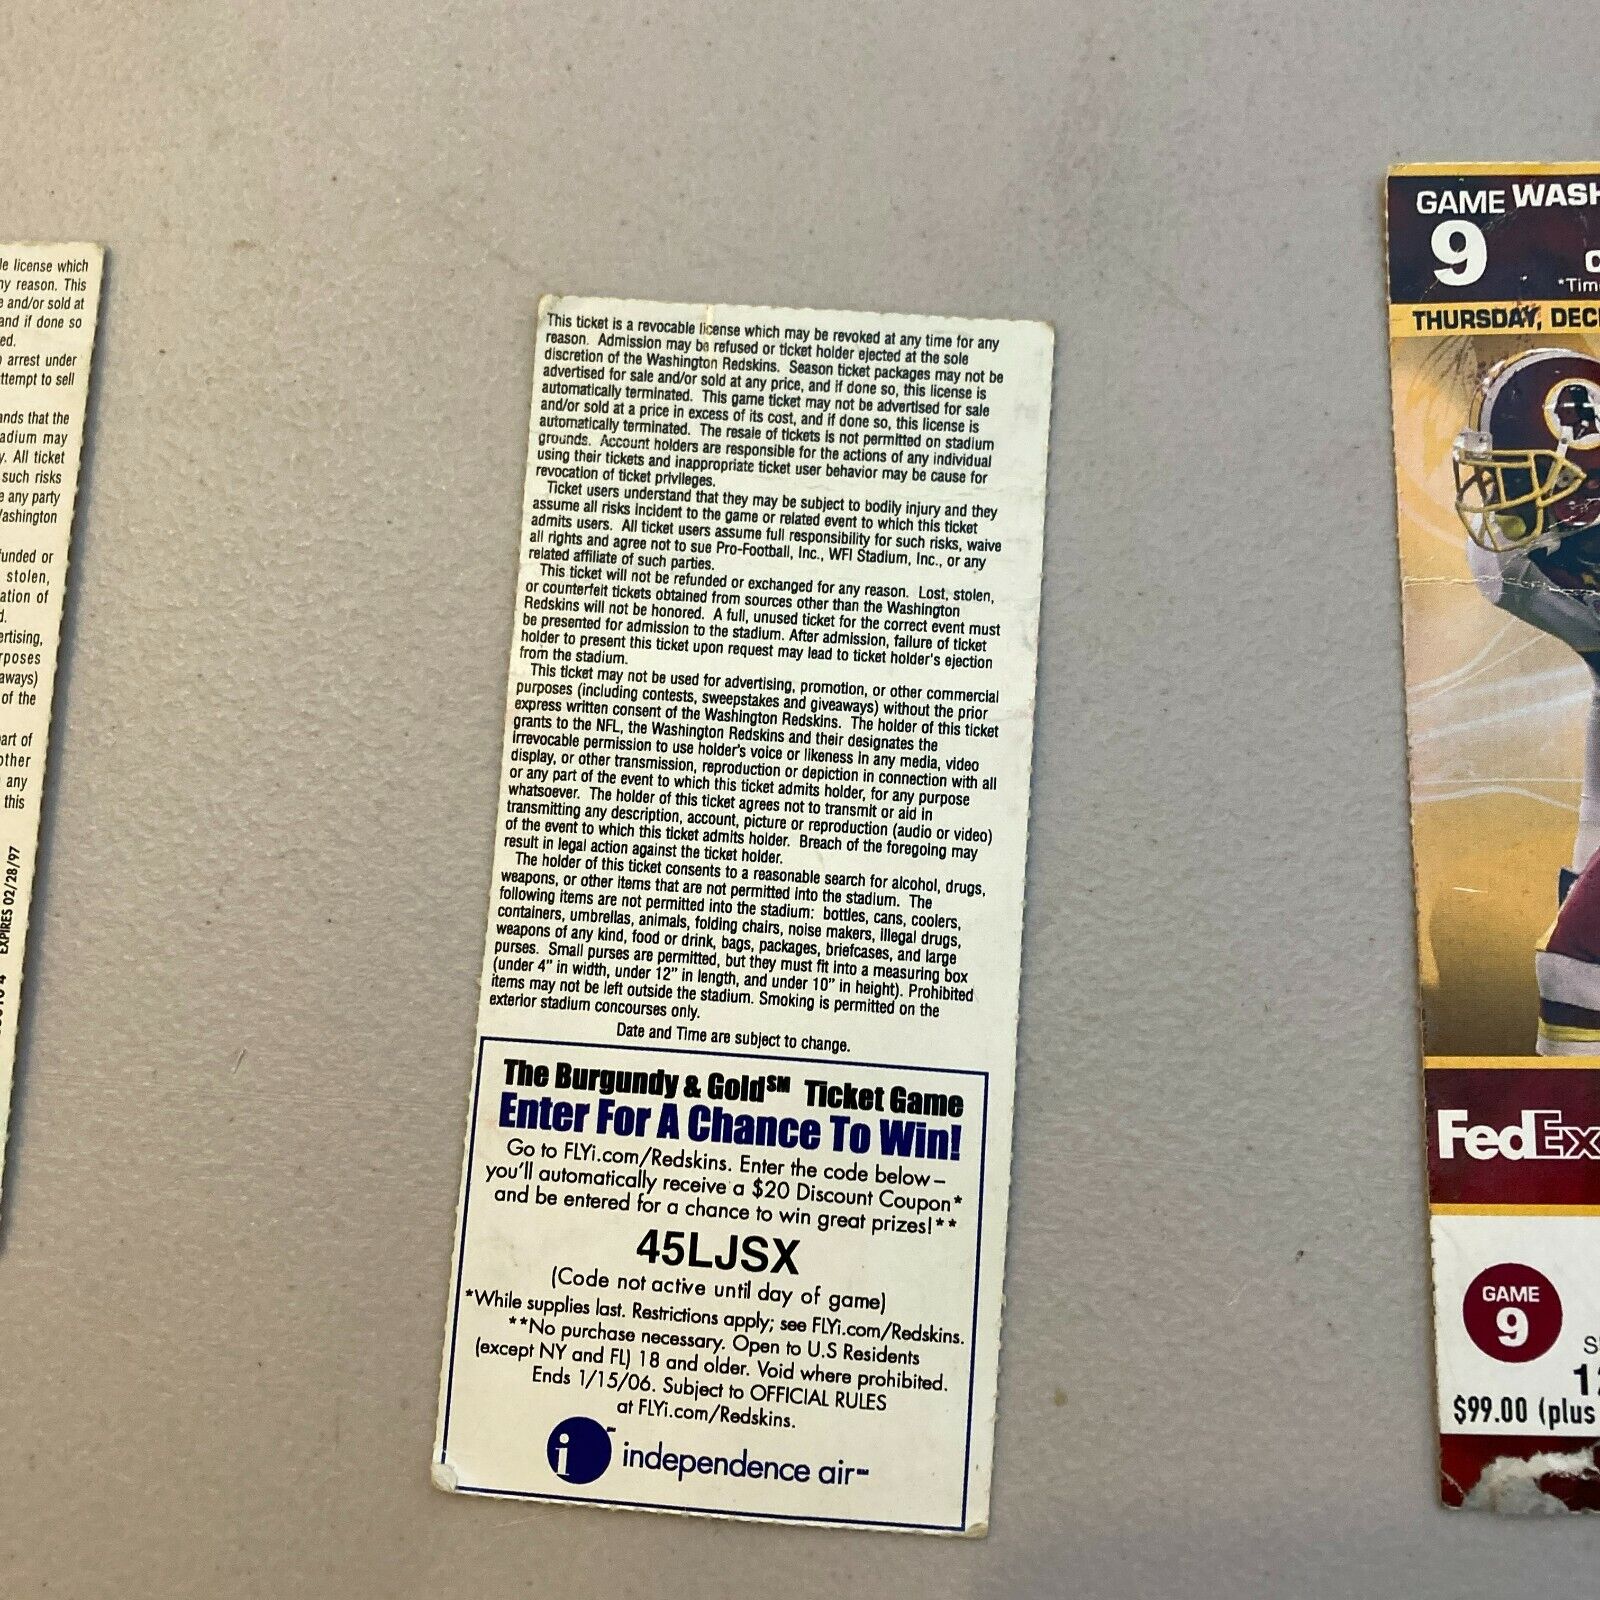 le license which
ny reason. This
e and/or sold at
and if done so
ed.
arrest under
ttempt to sell
ands that the
adium may
y. All ticket
such risks
e any party
ashington
funded or
stolen,
ation of
d.
ertising,
rposes
aways)
of the
art of
other
any
this
EXPIRES 02/28/97
This ticket is a revocable license which may be revoked at any time for any
reason. Admission may be refused or ticket holder ejected at the sole
discretion of the Washington Redskins. Season ticket packages may not be
advertised for sale and/or sold at any price, and if done so, this license is
automatically terminated. This game ticket may not be advertised for sale
and/or sold at a price in excess of its cost, and if done so, this license is
automatically terminated. The resale of tickets is not permitted on stadium
grounds. Account holders are responsible for the actions of any individual
using their tickets and inappropriate ticket user behavior may be cause for
revocation of ticket privileges.
Ticket users understand that they may be subject to bodily injury and they
assume all risks incident to the game or related event to which this ticket
admits users. All ticket users assume full responsibility for such risks, waive
all rights and agree not to sue Pro-Football, Inc., WFI Stadium, Inc., or any
related affiliate of such parties.
This ticket will not be refunded or exchanged for any reason. Lost, stolen,
or counterfeit tickets obtained from sources other than the Washington
Redskins will not be honored. A full, unused ticket for the correct event must
be presented for admission to the stadium. After admission, failure of ticket
holder to present this ticket upon request may lead to ticket holder's ejection
from the stadium.
This ticket may not be used for advertising, promotion, or other commercial
purposes (including contests, sweepstakes and giveaways) without the prior
express written consent of the Washington Redskins. The holder of this ticket
grants to the NFL, the Washington Redskins and their designates the
irrevocable permission to use holder's voice or likeness in any media, video
display, or other transmission, reproduction or depiction in connection with all
or any part of the event to which this ticket admits holder, for any purpose
whatsoever. The holder of this ticket agrees not to transmit or aid in
transmitting any description, account, picture or reproduction (audio or video)
of the event to which this ticket admits holder. Breach of the foregoing may
result in legal action against the ticket holder.
The holder of this ticket consents to a reasonable search for alcohol, drugs,
weapons, or other items that are not permitted into the stadium. The
following items are not permitted into the stadium: bottles, cans, coolers,
containers, umbrellas, animals, folding chairs, noise makers, illegal drugs,
weapons of any kind, food or drink, bags, packages, briefcases, and large
purses. Small purses are permitted, but they must fit into a measuring box
(under 4" in width, under 12" in length, and under 10" in height). Prohibited
items may not be left outside the stadium. Smoking is permitted on the
exterior stadium concourses only.
Date and Time are subject to change.
The Burgundy & Gold℠ Ticket Game
Enter For A Chance To Win!
Go to FLYi.com/Redskins. Enter the code below–
you'll automatically receive a $20 Discount Coupon*
and be entered for a chance to win great prizes!**
45LJSX
(Code not active until day of game)
*While supplies last. Restrictions apply; see FLYi.com/Redskins.
**No purchase necessary. Open to U.S Residents
(except NY and FL) 18 and older. Void where prohibited.
Ends 1/15/06. Subject to OFFICIAL RULES
at FLYi.com/Redskins.
i independence air℠
GAME WASH
9
*Tim
THURSDAY, DEC
FedEx
GAME
9
$99.00 (plus